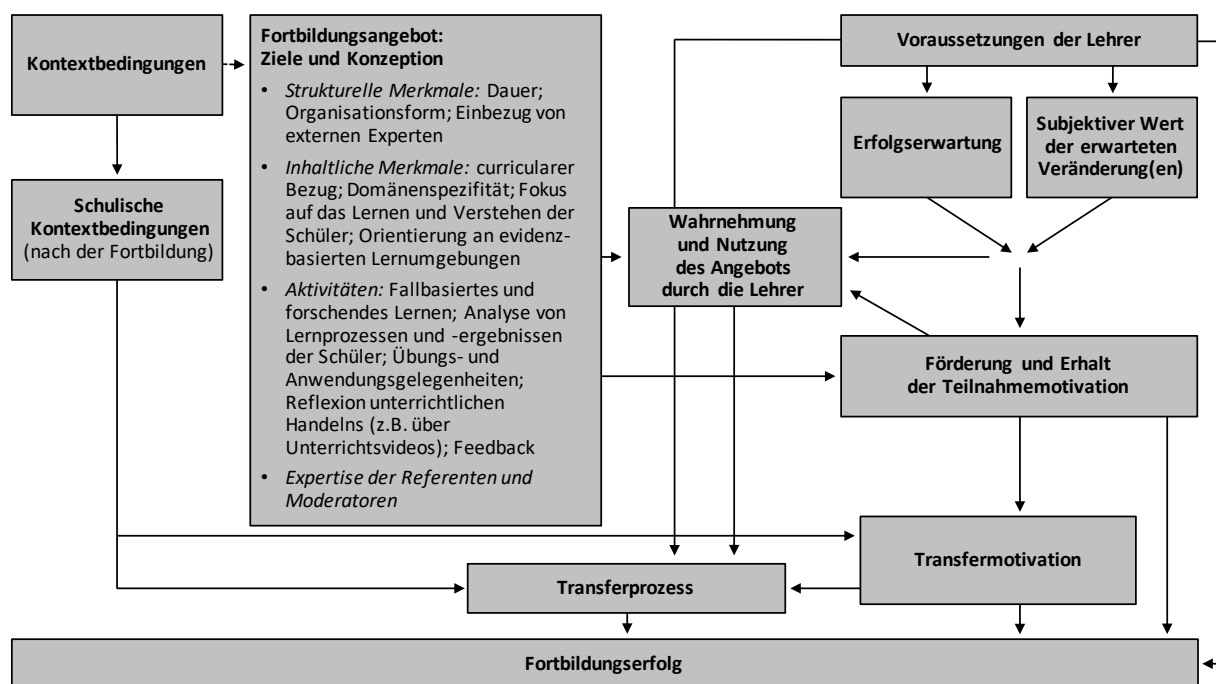 Kontextbedingungen
Fortbildungsangebot:
Ziele und Konzeption
• Strukturelle Merkmale: Dauer;
Organisationsform; Einbezug von
externen Experten
• Inhaltliche Merkmale: curricularer
Bezug; Domänenspezifität; Fokus
auf das Lernen und Verstehen der
Schüler; Orientierung an evidenz-
basierten Lernumgebungen
• Aktivitäten: Fallbasiertes und
forschendes Lernen; Analyse von
Lernprozessen und -ergebnissen
der Schüler; Übungs- und
Anwendungsgelegenheiten;
Reflexion unterrichtlichen
Handelns (z.B. über
Unterrichtsvideos); Feedback
• Expertise der Referenten und
Moderatoren
Voraussetzungen der Lehrer
Erfolgserwartung
Subjektiver Wert
der erwarteten
Veränderung(en)
Schulische
Kontextbedingungen
(nach der Fortbildung)
Wahrnehmung
und Nutzung
des Angebots
durch die Lehrer
Förderung und Erhalt
der Teilnahmemotivation
Transfermotivation
Transferprozess
Fortbildungserfolg